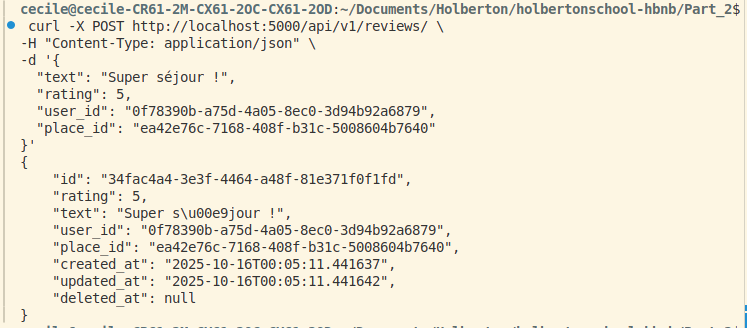 cecile@cecile-CR61-2M-CX61-2OC-CX61-2OD:~/Documents/Holberton/holbertonschool-hbnb/Part_2$
curl -X POST http://localhost:5000/api/v1/reviews/ \
-H "Content-Type: application/json" \
-d '{
  "text": "Super séjour !",
  "rating": 5,
  "user_id": "0f78390b-a75d-4a05-8ec0-3d94b92a6879",
  "place_id": "ea42e76c-7168-408f-b31c-5008604b7640"
}'
{
    "id": "34fac4a4-3e3f-4464-a48f-81e371f0f1fd",
    "rating": 5,
    "text": "Super s\u00e9jour !",
    "user_id": "0f78390b-a75d-4a05-8ec0-3d94b92a6879",
    "place_id": "ea42e76c-7168-408f-b31c-5008604b7640",
    "created_at": "2025-10-16T00:05:11.441637",
    "updated_at": "2025-10-16T00:05:11.441642",
    "deleted_at": null
}